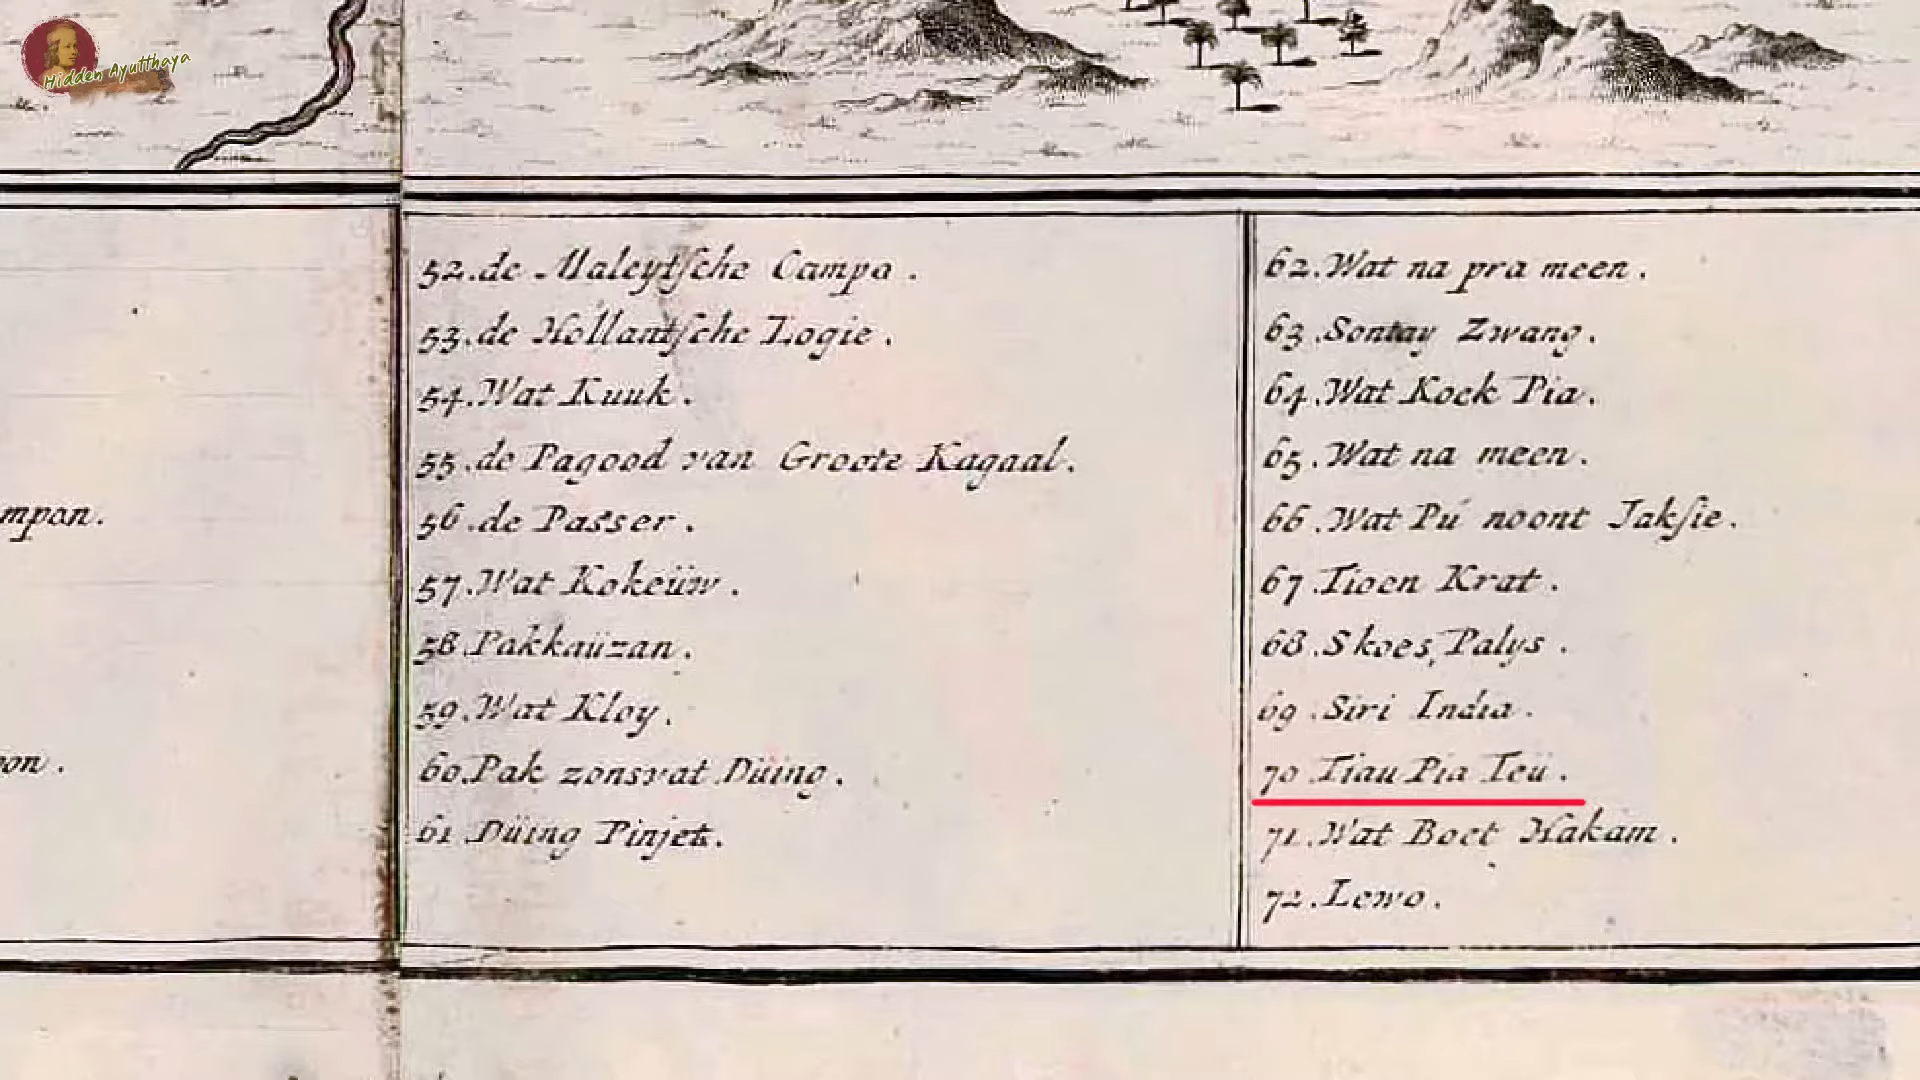 Hidden Ayutthaya
mpon.
on.
52. de Maleytsche Campo.
53. de Hollantsche Logie.
54. Wat Kuuk.
55. de Pagood van Groote Kagaal.
56. de Passer.
57. Wat Kokeüw.
58. Pakkaüzan.
59. Wat Kloy.
60. Pak zonsvat Düing.
61. Düing Pinjet.
62. Wat na pra meen.
63. Sontay Zwang.
64. Wat Kock Pia.
65. Wat na meen.
66. Wat Pú noont Jaksie.
67. Tioen Krat.
68. Skoes, Palys.
69. Siri India.
70. Tiau Pia Teü.
71. Wat Boet Hakam.
72. Lewo.